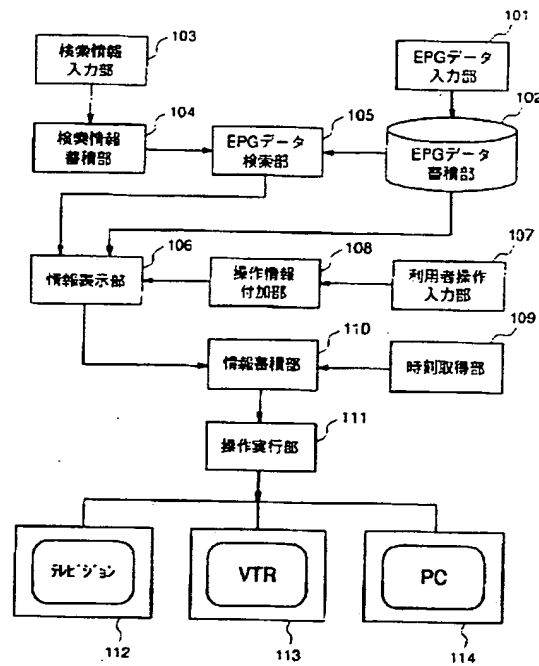 103
検索情報
入力部
101
EPGデータ
入力部
104
検索情報
蓄積部
105
EPGデータ
検索部
102
EPGデータ
蓄積部
106
情報表示部
108
操作情報
付加部
107
利用者操作
入力部
110
情報蓄積部
109
時刻取得部
111
操作実行部
テレビジョン
VTR
PC
112
113
114